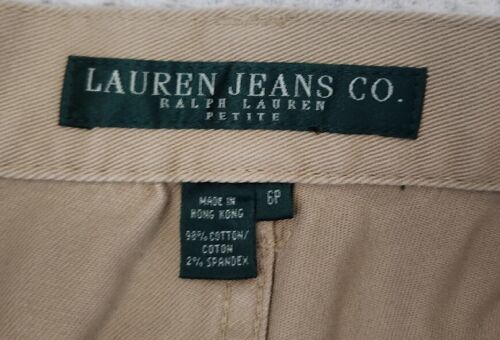 LAUREN JEANS CO.
RALPH LAUREN
PETITE
6P
MADE IN
HONG KONG
98% COTTON/
COTON
2% SPANDEX